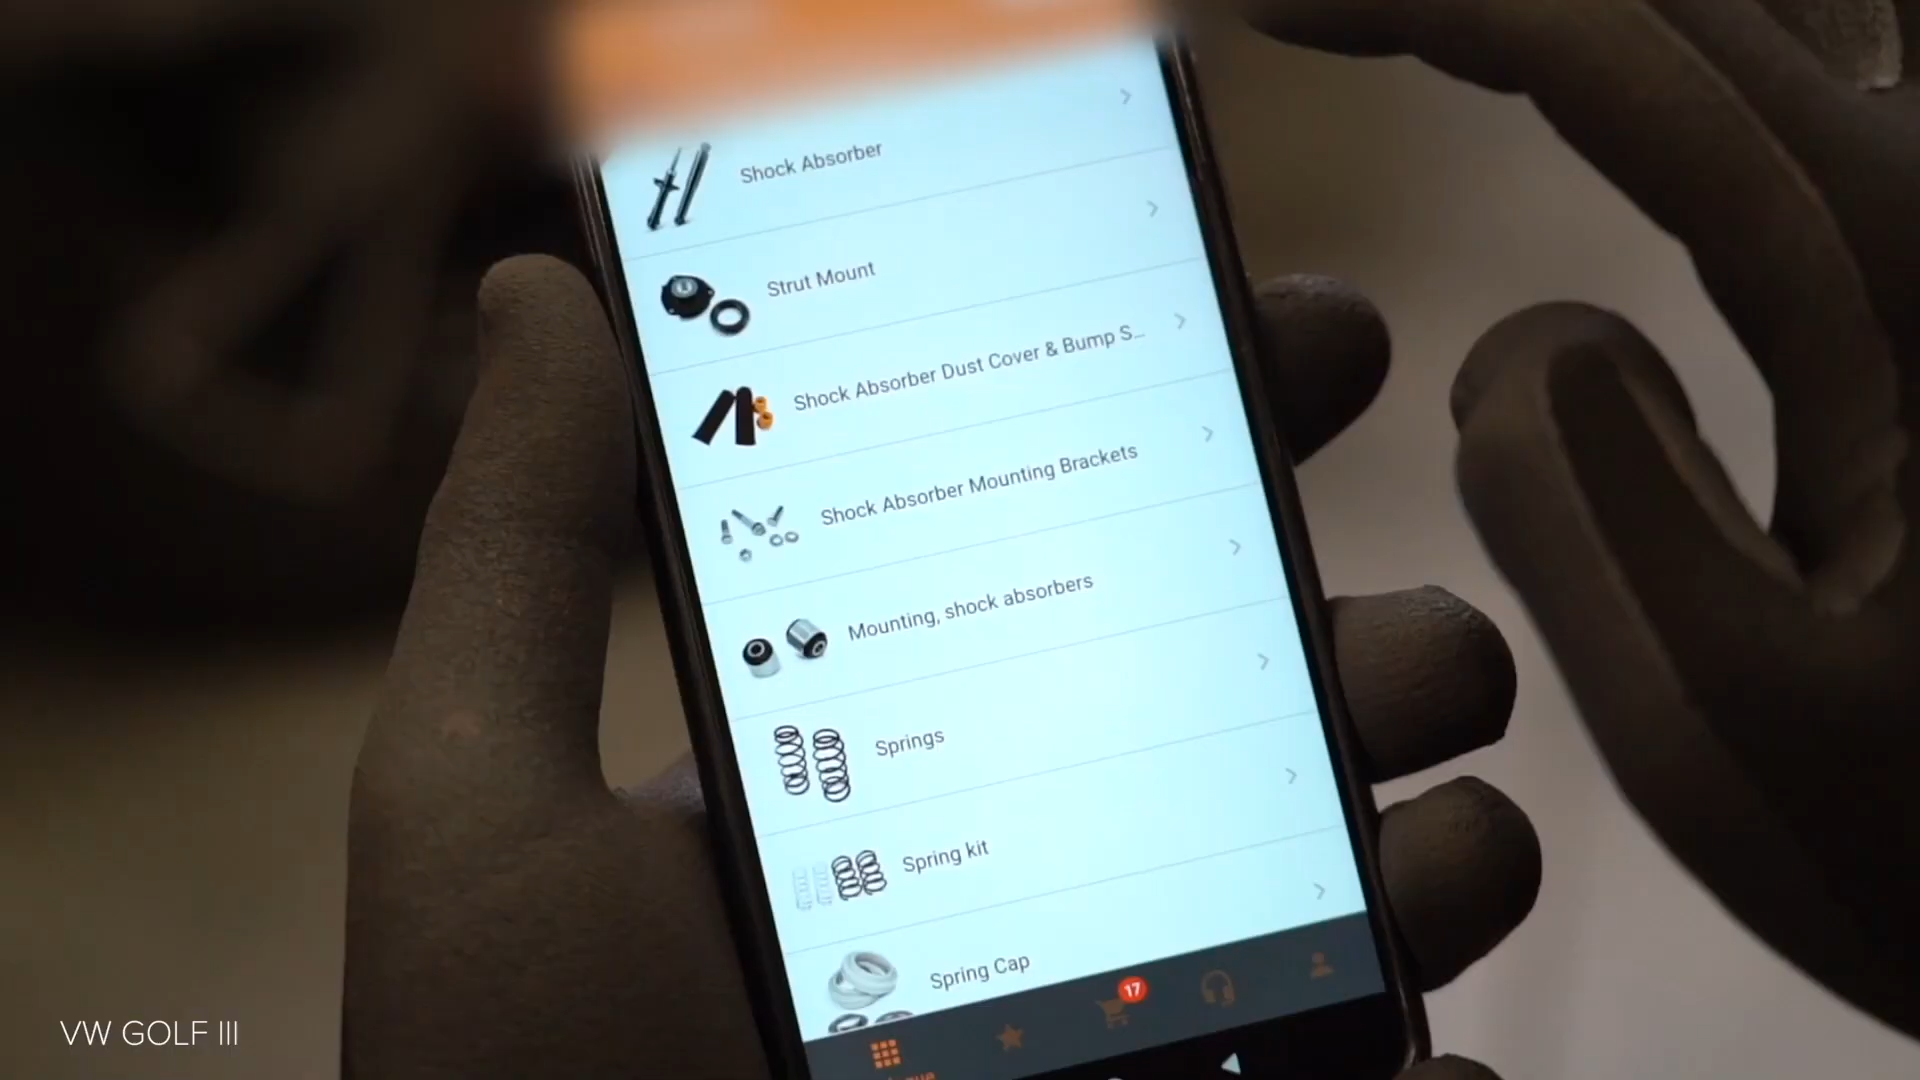 Shock Absorber
Strut Mount
Shock Absorber Dust Cover & Bump S...
Shock Absorber Mounting Brackets
Mounting, shock absorbers
Springs
Spring kit
Spring Cap
17
VW GOLF III